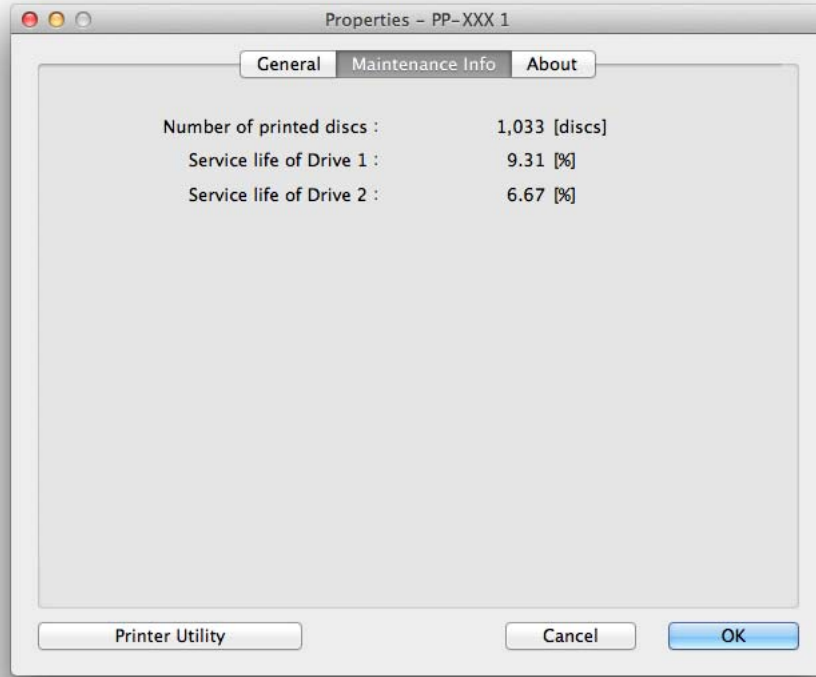 Properties – PP-XXX 1
General Maintenance Info About
Number of printed discs : 1,033 [discs]
Service life of Drive 1 : 9.31 [%]
Service life of Drive 2 : 6.67 [%]
Printer Utility Cancel OK